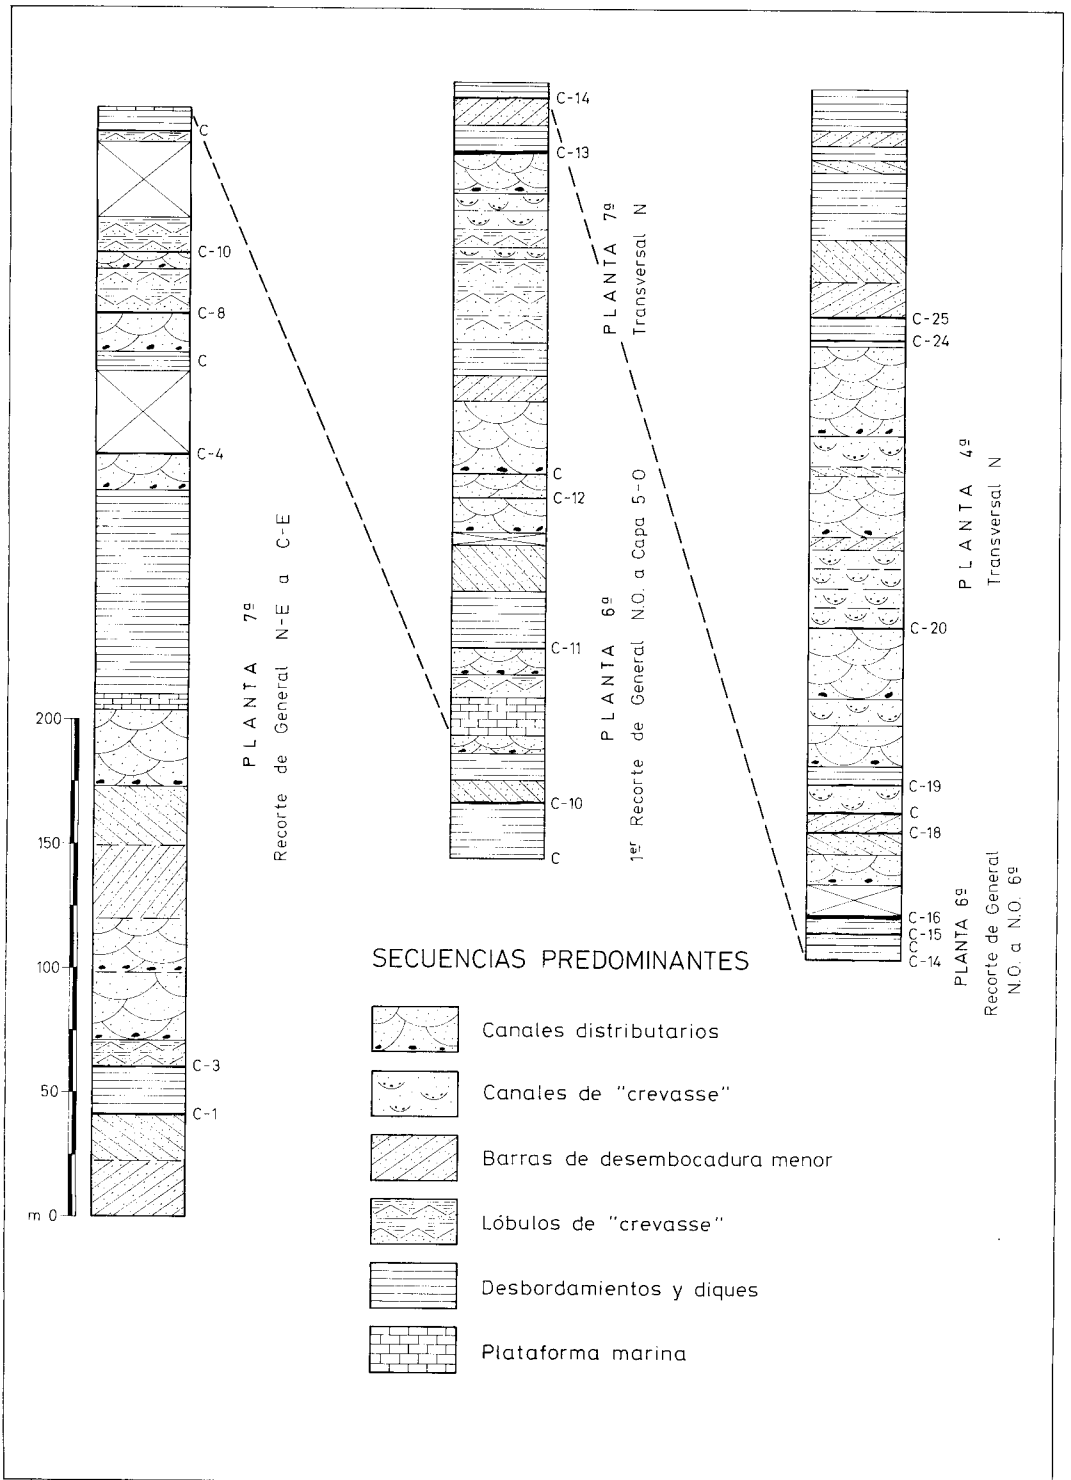 C
C-10
C-8
C
C-4
C-3
C-1
200
150
100
50
m 0
PLANTA 7ª
Recorte de General N-E a C-E
C-14
C-13
C
C-12
C-11
C-10
C
PLANTA 7ª
Transversal N
PLANTA 6ª
1er Recorte de General N.O. a Capa 5-O
C-25
C-24
C-20
C-19
C
C-18
C-16
C-15
C
C-14
PLANTA 4ª
Transversal N
PLANTA 6ª
Recorte de General
N.O. a N.O. 6ª
SECUENCIAS PREDOMINANTES
Canales distributarios
Canales de "crevasse"
Barras de desembocadura menor
Lóbulos de "crevasse"
Desbordamientos y diques
Plataforma marina